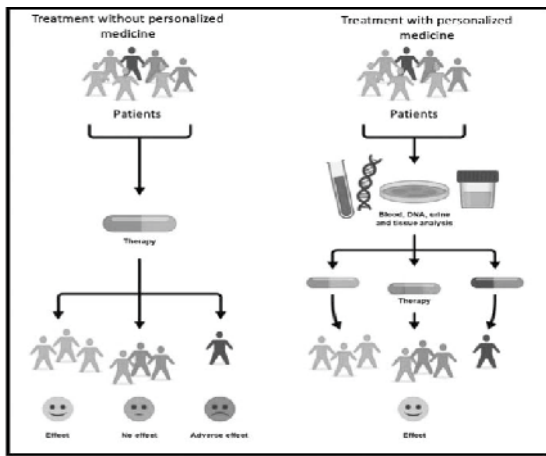 Treatment without personalized
medicine
Patients
Therapy
Effect
No effect
Adverse effect
Treatment with personalized
medicine
Patients
Blood, DNA, urine
and tissue analysis
Therapy
Effect